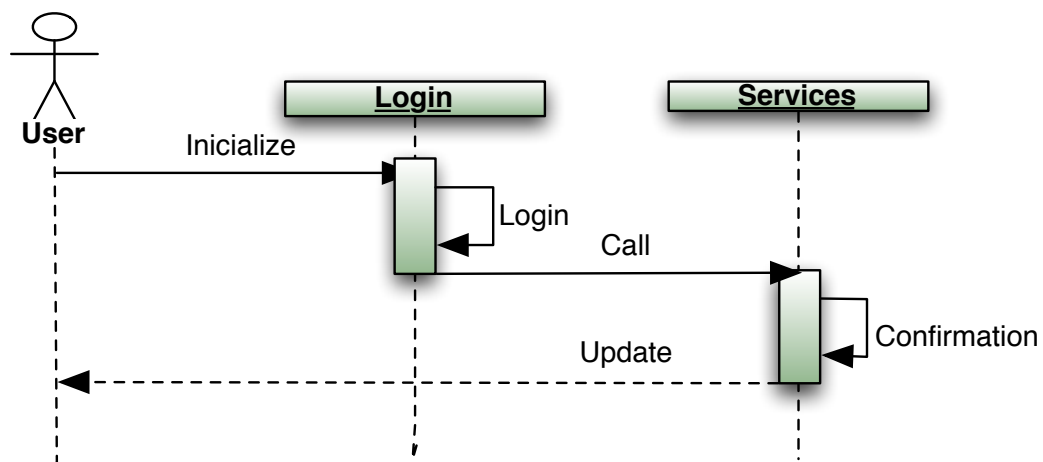 Login
Services
User
Inicialize
Login
Call
Confirmation
Update